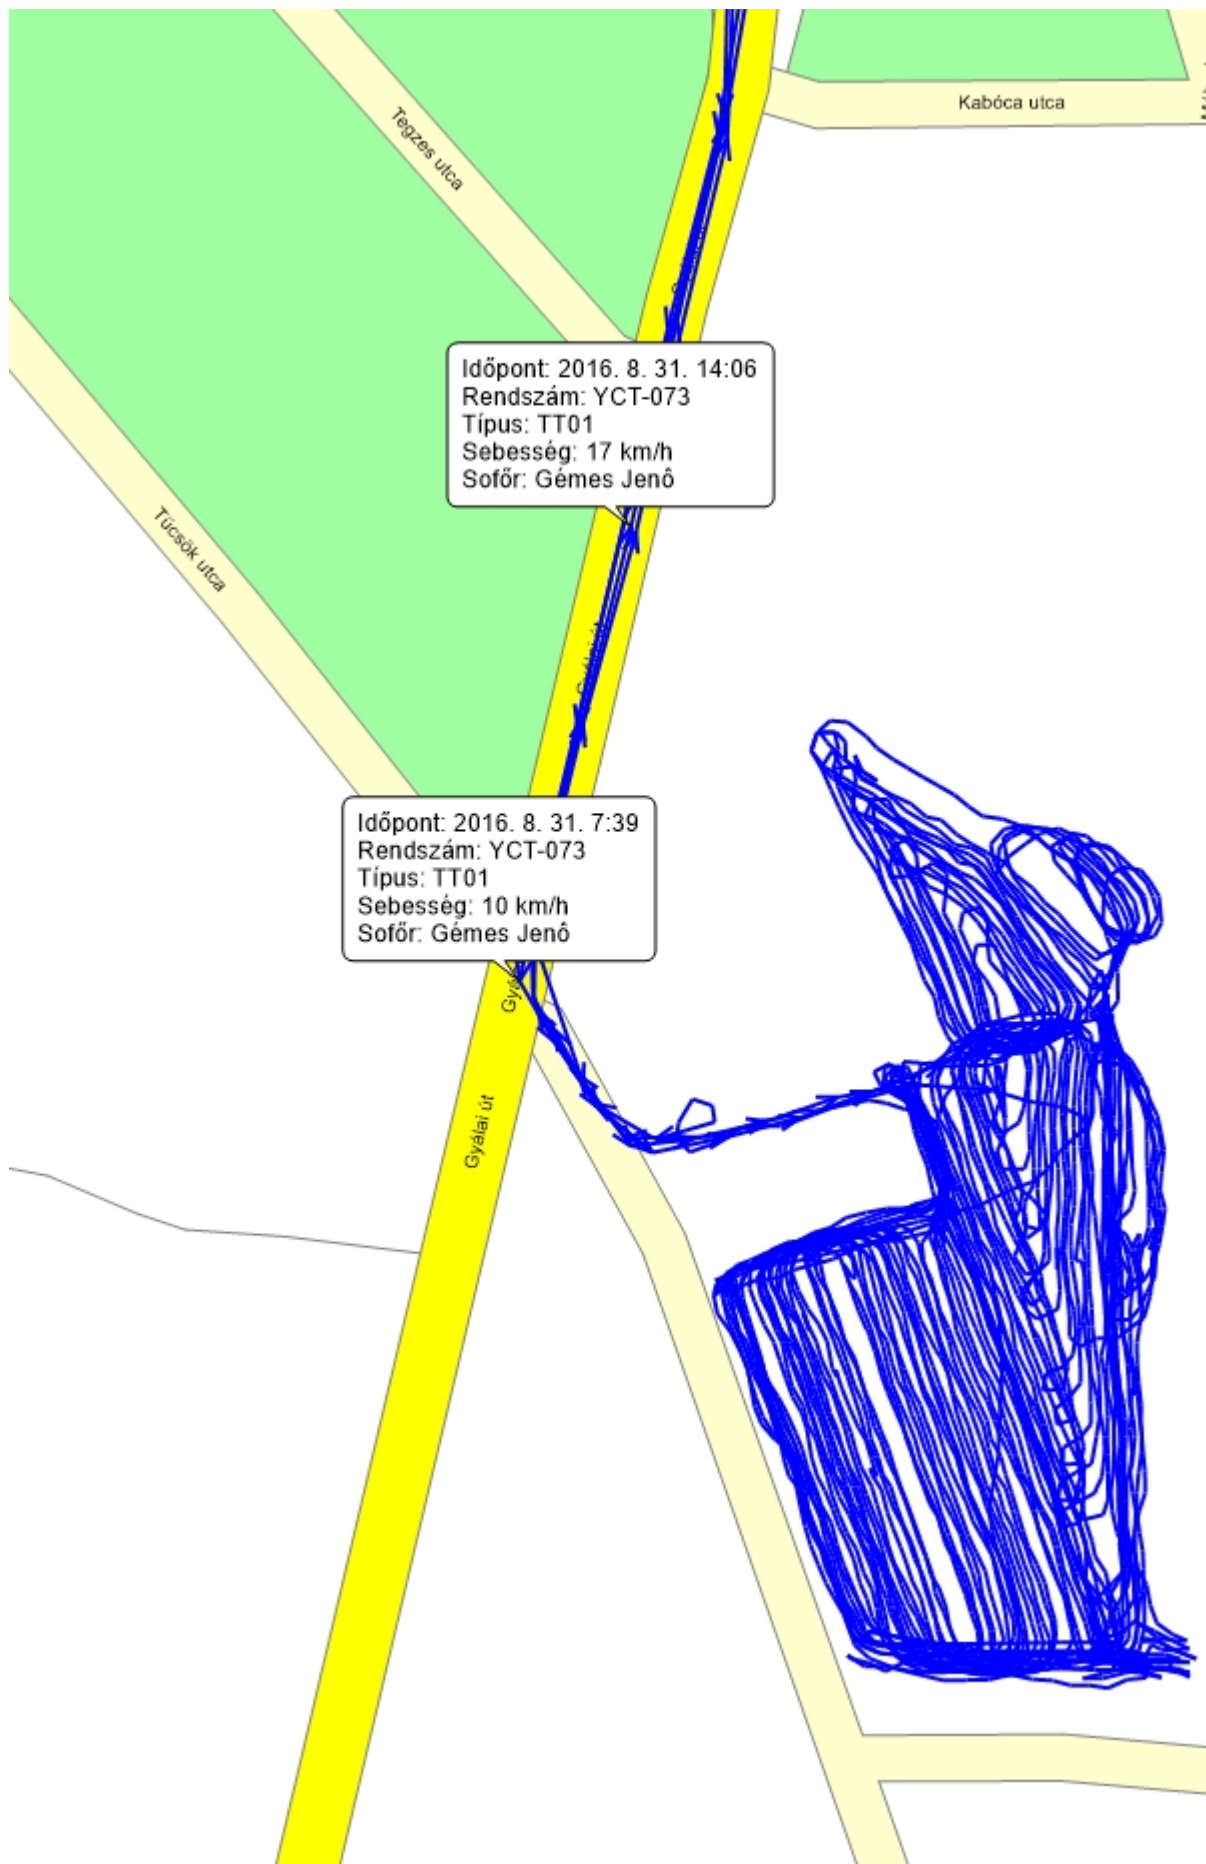 Kabóca utca
Tegzes utca
Időpont: 2016. 8. 31. 14:06
Rendszám: YCT-073
Típus: TT01
Sebesség: 17 km/h
Sofőr: Gémes Jenô
Tücsök utca
Időpont: 2016. 8. 31. 7:39
Rendszám: YCT-073
Típus: TT01
Sebesség: 10 km/h
Sofőr: Gémes Jenô
Gyálai út